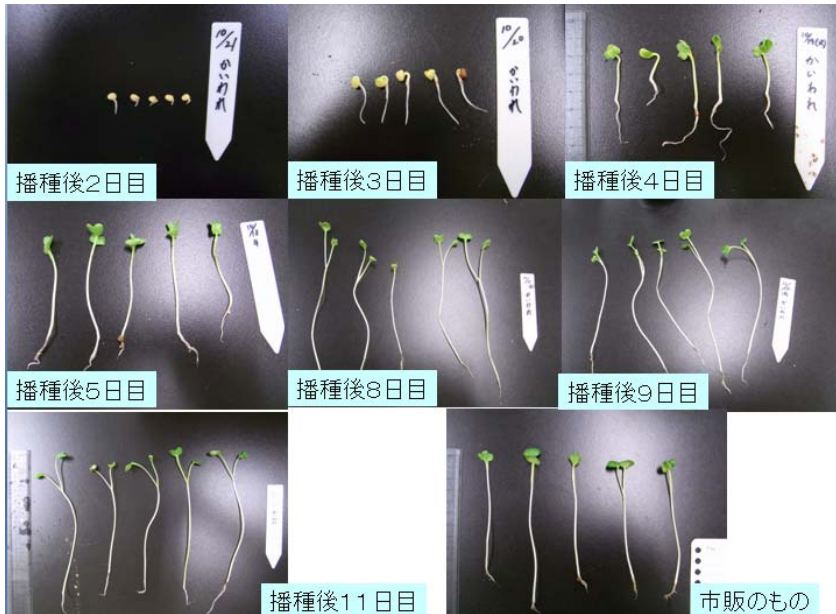 10/21
かいわれ
播種後2日目
10/20
かいわれ
播種後3日目
かいわれ
播種後4日目
播種後5日目
播種後8日目
播種後9日目
播種後11日目
市販のもの